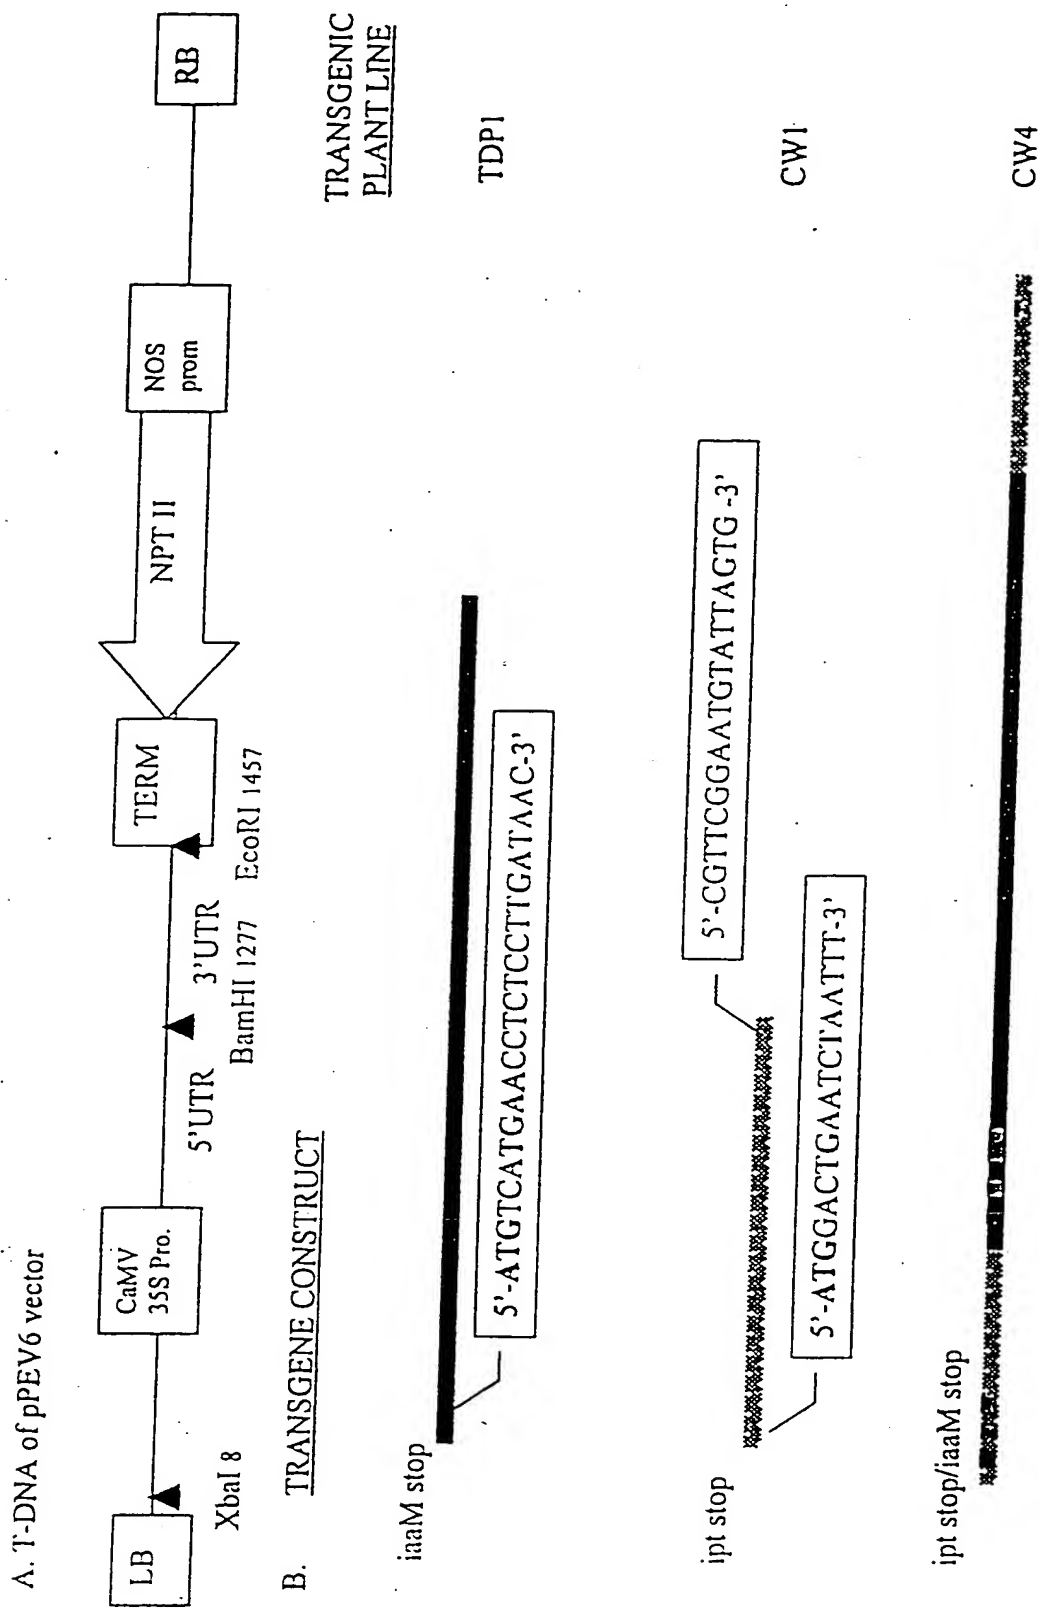 A. T-DNA of pPEV6 vector
LB
XbaI 8
CaMV
35S Pro.
5'UTR
BamHI 1277
3'UTR
EcoRI 1457
TERM
NPT II
NOS
prom
RB
B. TRANSGENE CONSTRUCT
TRANSGENIC
PLANT LINE
iaaM stop
5'-ATGTCATGAACCTCTCCTTGATAAC-3'
TDP1
ipt stop
5'-CGTTCGGAATGTATTAGTG -3'
5'-ATGGACTGAATCTAATTT-3'
CW1
ipt stop/iaaM stop
CW4